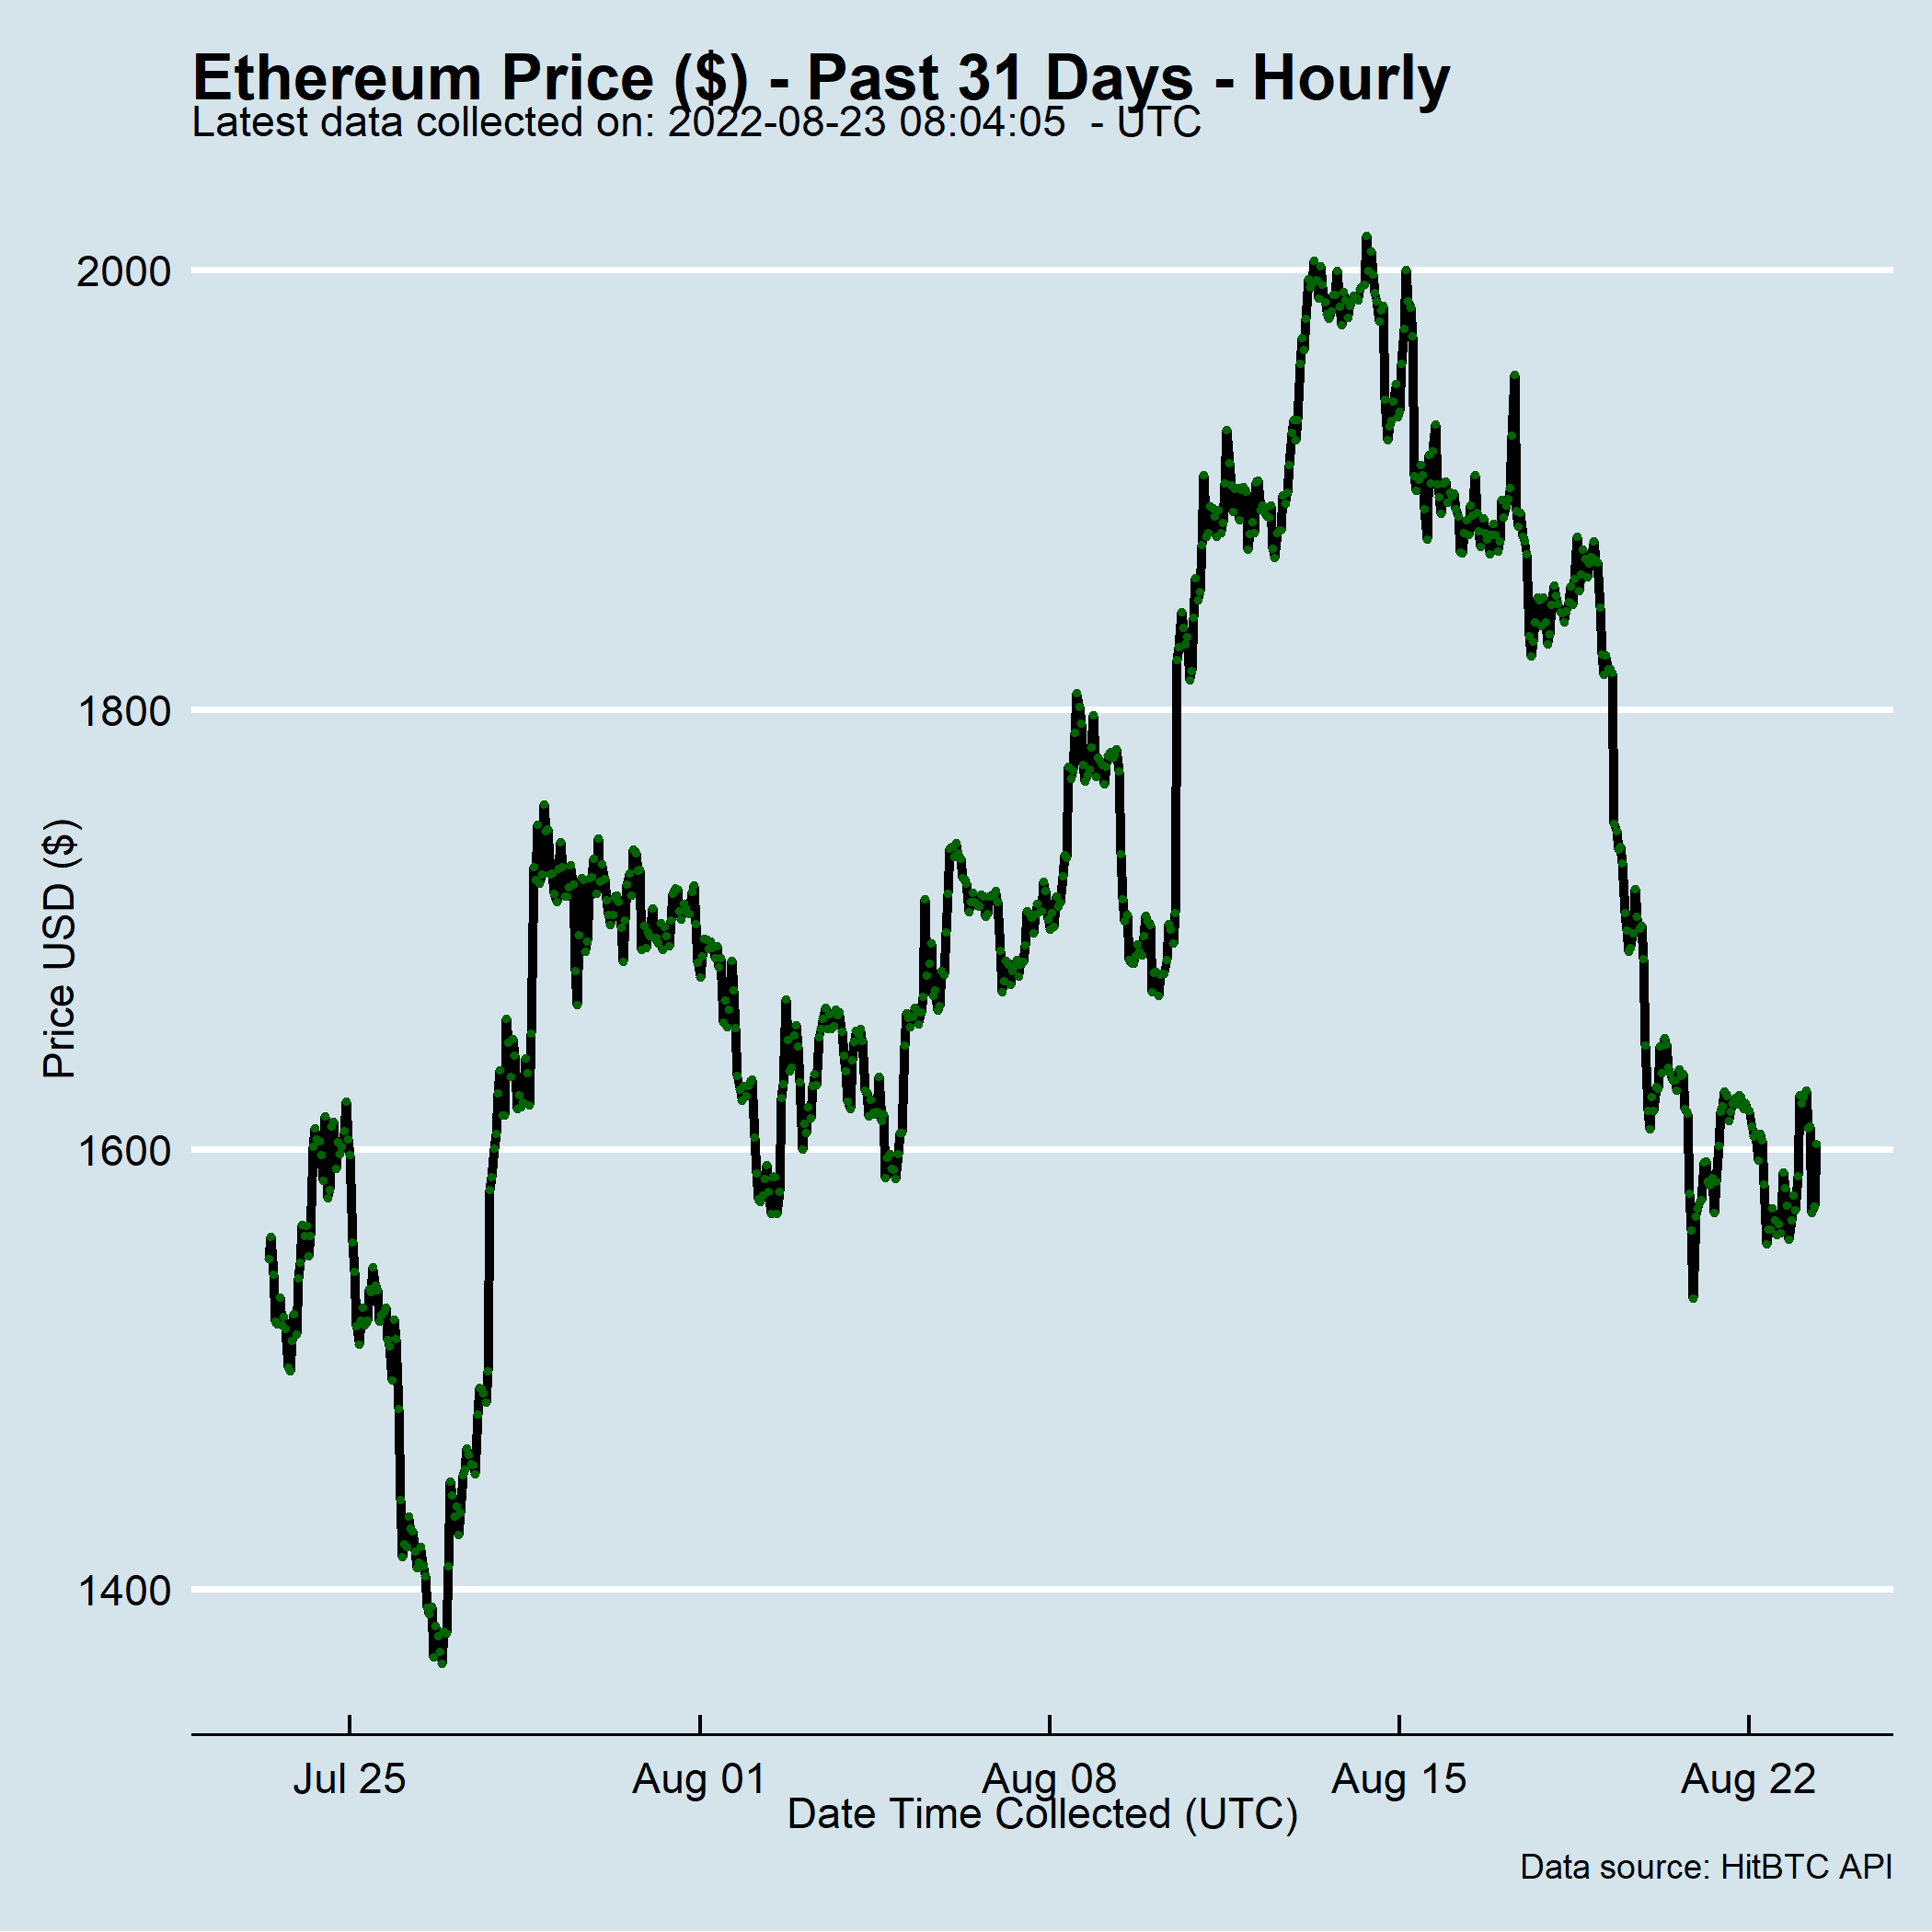 Ethereum Price ($) - Past 31 Days - Hourly
Latest data collected on: 2022-08-23 08:04:05  - UTC
2000
1800
1600
1400
Price USD ($)
Jul 25 Aug 01 Aug 08 Aug 15 Aug 22
Date Time Collected (UTC)
Data source: HitBTC API